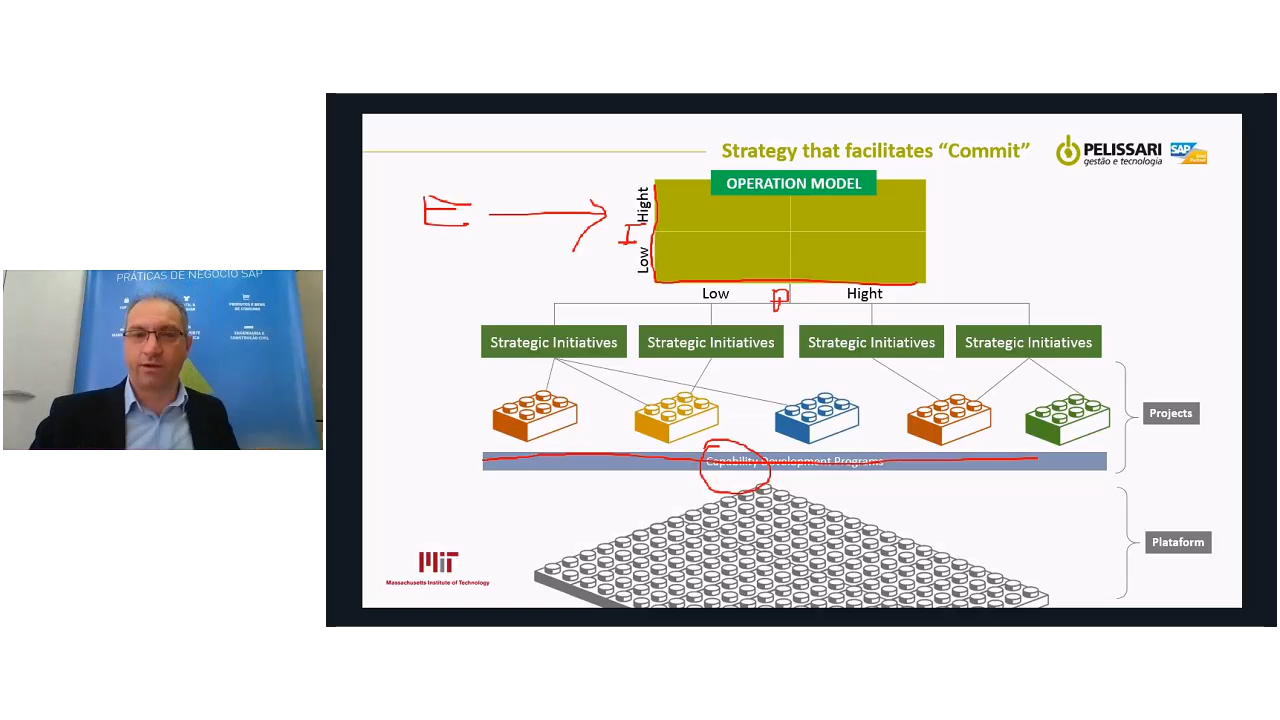 Strategy that facilitates “Commit”
PELISSARI
gestão e tecnologia
SAP
OPERATION MODEL
E
Hight
I
Low
Low
P
Hight
Strategic Initiatives
Strategic Initiatives
Strategic Initiatives
Strategic Initiatives
Projects
Capability Development Programs
Plataform
MIT
Massachusetts Institute of Technology
PRÁTICAS DE NEGÓCIO SAP